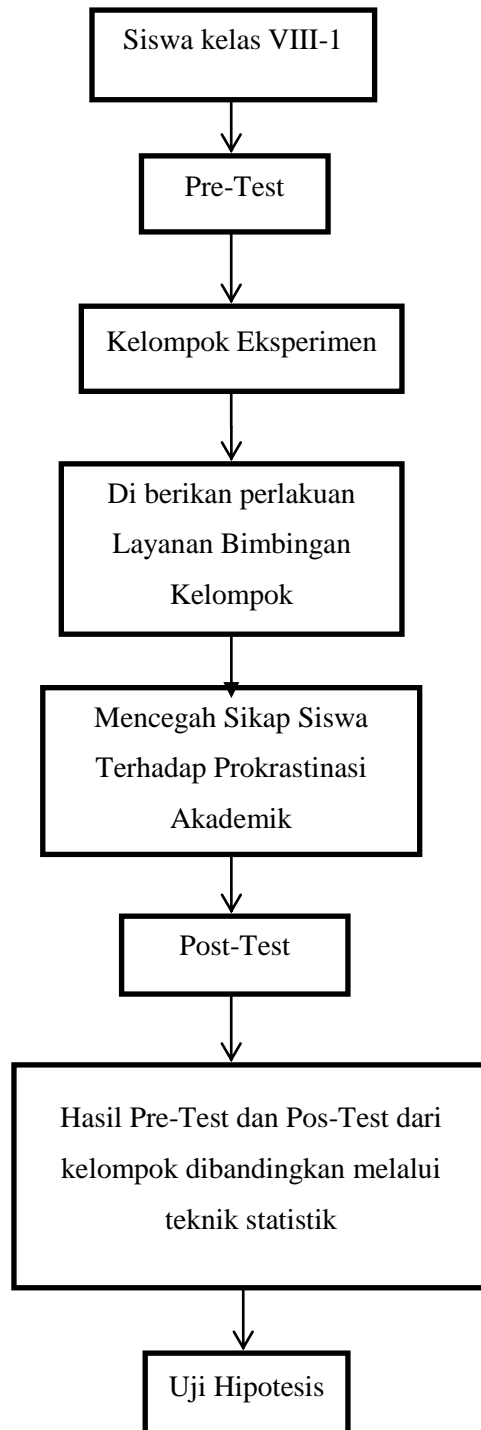 Siswa kelas VIII-1
Pre-Test
Kelompok Eksperimen
Di berikan perlakuan
Layanan Bimbingan
Kelompok
Mencegah Sikap Siswa
Terhadap Prokrastinasi
Akademik
Post-Test
Hasil Pre-Test dan Pos-Test dari
kelompok dibandingkan melalui
teknik statistik
Uji Hipotesis